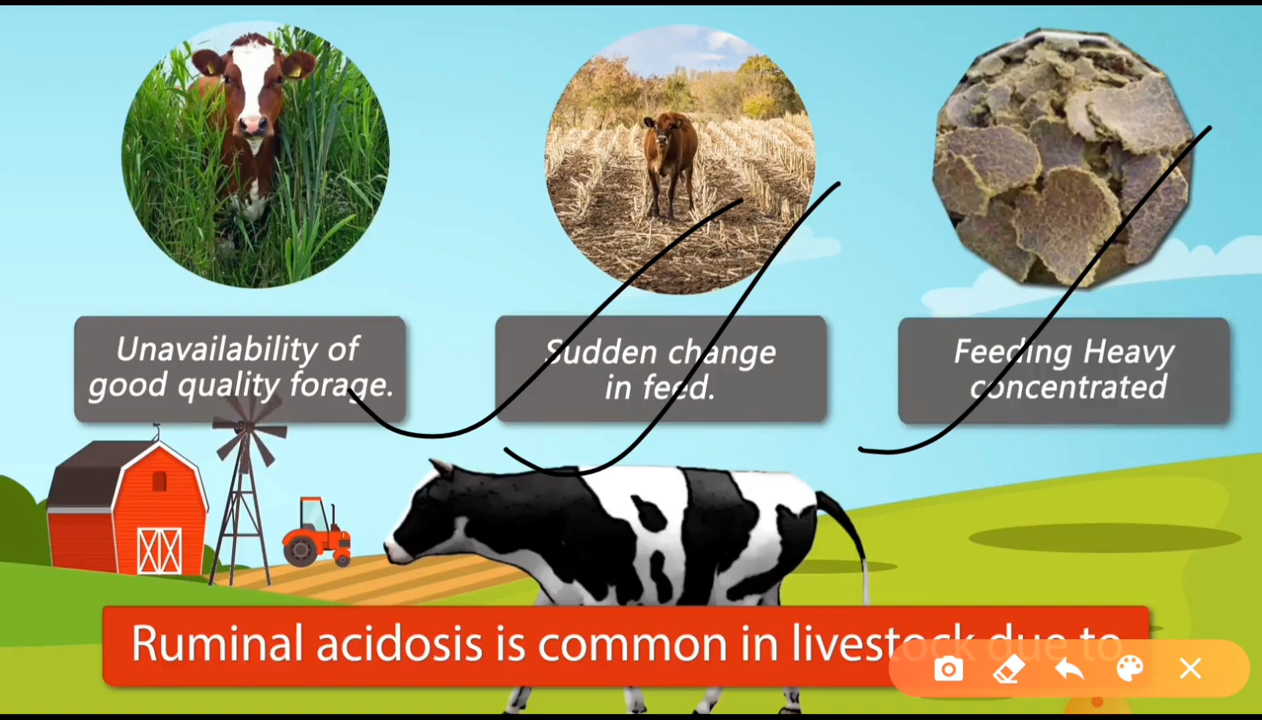 Unavailability of
good quality forage.
Sudden change
in feed.
Feeding Heavy
concentrated
Ruminal acidosis is common in livestock due to